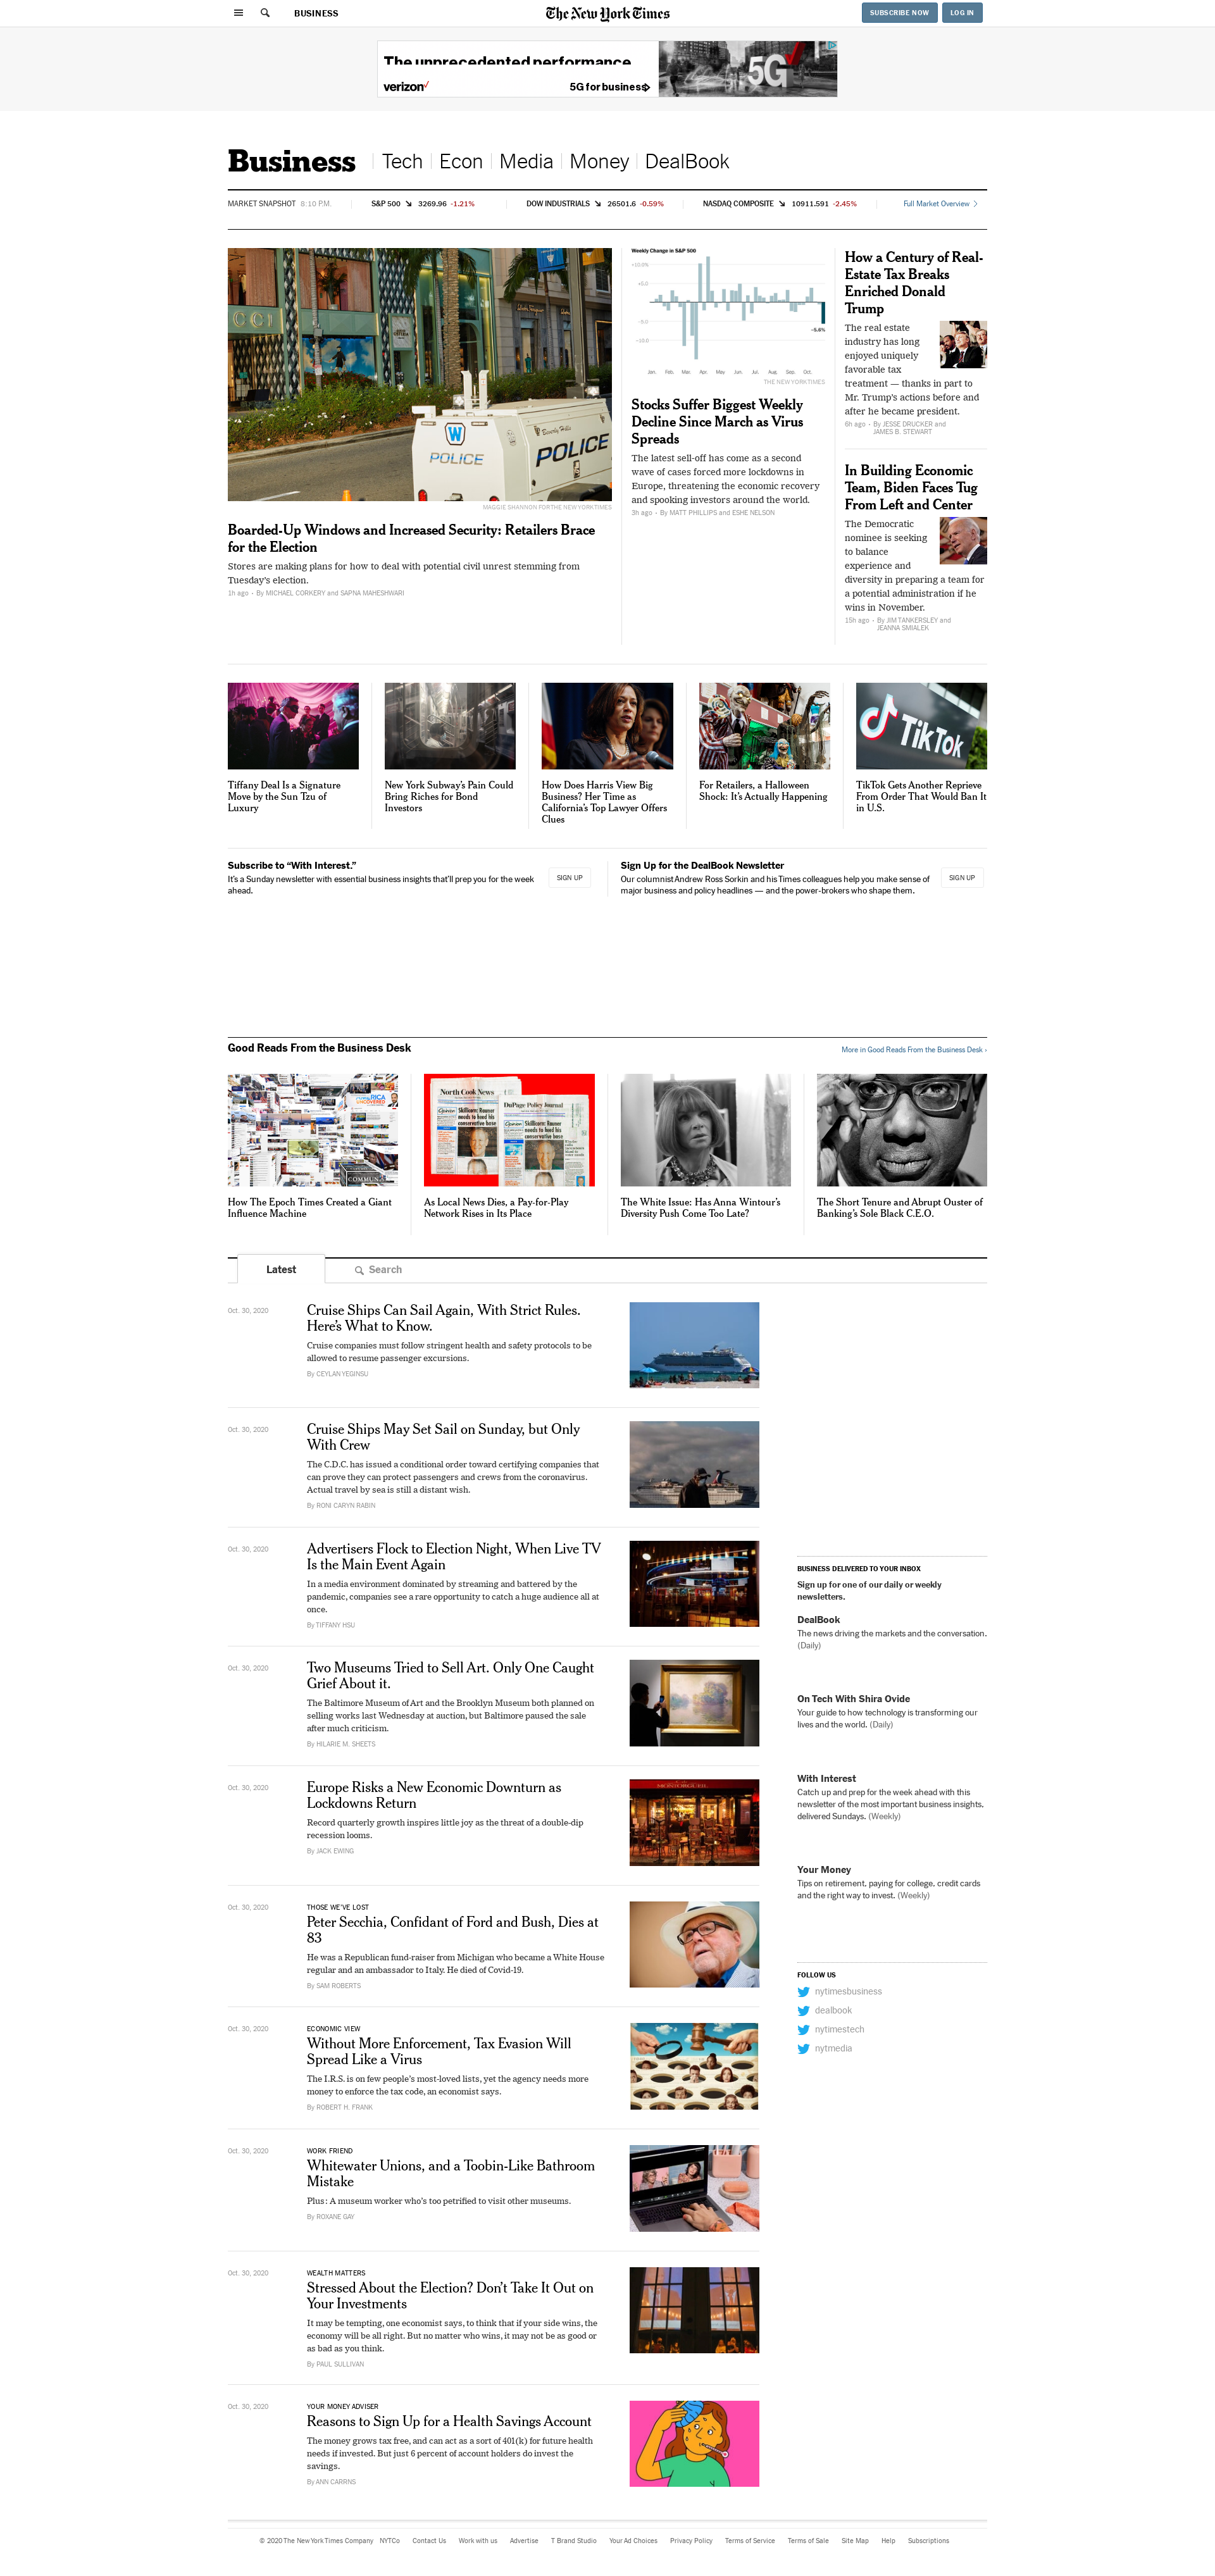 BUSINESS
The New York Times
SUBSCRIBE NOW
LOG IN
The unprecedented performance
verizon
5G for business
5G
Business
Tech
Econ
Media
Money
DealBook
MARKET SNAPSHOT 8:10 P.M.
S&P 500 3269.96 -1.21%
DOW INDUSTRIALS 26501.6 -0.59%
NASDAQ COMPOSITE 10911.591 -2.45%
Full Market Overview
POLICE
Beverly Hills
POLICE
MAGGIE SHANNON FOR THE NEW YORK TIMES
Boarded-Up Windows and Increased Security: Retailers Brace
for the Election
Stores are making plans for how to deal with potential civil unrest stemming from
Tuesday's election.
1h ago · By MICHAEL CORKERY and SAPNA MAHESHWARI
Weekly Change in S&P 500
+10.0%
+5.0
-5.0
-5.6%
-10.0
Jan. Feb. Mar. Apr. May. Jun. Jul. Aug. Sep. Oct.
THE NEW YORK TIMES
Stocks Suffer Biggest Weekly
Decline Since March as Virus
Spreads
The latest sell-off has come as a second
wave of cases forced more lockdowns in
Europe, threatening the economic recovery
and spooking investors around the world.
3h ago · By MATT PHILLIPS and ESHE NELSON
How a Century of Real-
Estate Tax Breaks
Enriched Donald
Trump
The real estate
industry has long
enjoyed uniquely
favorable tax
treatment — thanks in part to
Mr. Trump's actions before and
after he became president.
6h ago · By JESSE DRUCKER and
JAMES B. STEWART
In Building Economic
Team, Biden Faces Tug
From Left and Center
The Democratic
nominee is seeking
to balance
experience and
diversity in preparing a team for
a potential administration if he
wins in November.
15h ago · By JIM TANKERSLEY and
JEANNA SMIALEK
TikTok
Tiffany Deal Is a Signature
Move by the Sun Tzu of
Luxury
New York Subway's Pain Could
Bring Riches for Bond
Investors
How Does Harris View Big
Business? Her Time as
California's Top Lawyer Offers
Clues
For Retailers, a Halloween
Shock: It's Actually Happening
TikTok Gets Another Reprieve
From Order That Would Ban It
in U.S.
Subscribe to “With Interest.”
It's a Sunday newsletter with essential business insights that'll prep you for the week
ahead.
SIGN UP
Sign Up for the DealBook Newsletter
Our columnist Andrew Ross Sorkin and his Times colleagues help you make sense of
major business and policy headlines — and the power-brokers who shape them.
SIGN UP
Good Reads From the Business Desk
More in Good Reads From the Business Desk ›
North Cook News
DuPage Policy Journal
How The Epoch Times Created a Giant
Influence Machine
As Local News Dies, a Pay-for-Play
Network Rises in Its Place
The White Issue: Has Anna Wintour's
Diversity Push Come Too Late?
The Short Tenure and Abrupt Ouster of
Banking's Sole Black C.E.O.
Latest
Search
Oct. 30, 2020
Cruise Ships Can Sail Again, With Strict Rules.
Here's What to Know.
Cruise companies must follow stringent health and safety protocols to be
allowed to resume passenger excursions.
By CEYLAN YEGINSU
Oct. 30, 2020
Cruise Ships May Set Sail on Sunday, but Only
With Crew
The C.D.C. has issued a conditional order toward certifying companies that
can prove they can protect passengers and crews from the coronavirus.
Actual travel by sea is still a distant wish.
By RONI CARYN RABIN
Oct. 30, 2020
Advertisers Flock to Election Night, When Live TV
Is the Main Event Again
In a media environment dominated by streaming and battered by the
pandemic, companies see a rare opportunity to catch a huge audience all at
once.
By TIFFANY HSU
Oct. 30, 2020
Two Museums Tried to Sell Art. Only One Caught
Grief About it.
The Baltimore Museum of Art and the Brooklyn Museum both planned on
selling works last Wednesday at auction, but Baltimore paused the sale
after much criticism.
By HILARIE M. SHEETS
Oct. 30, 2020
Europe Risks a New Economic Downturn as
Lockdowns Return
Record quarterly growth inspires little joy as the threat of a double-dip
recession looms.
By JACK EWING
Oct. 30, 2020
THOSE WE'VE LOST
Peter Secchia, Confidant of Ford and Bush, Dies at
83
He was a Republican fund-raiser from Michigan who became a White House
regular and an ambassador to Italy. He died of Covid-19.
By SAM ROBERTS
Oct. 30, 2020
ECONOMIC VIEW
Without More Enforcement, Tax Evasion Will
Spread Like a Virus
The I.R.S. is on few people's most-loved lists, yet the agency needs more
money to enforce the tax code, an economist says.
By ROBERT H. FRANK
Oct. 30, 2020
WORK FRIEND
Whitewater Unions, and a Toobin-Like Bathroom
Mistake
Plus: A museum worker who's too petrified to visit other museums.
By ROXANE GAY
Oct. 30, 2020
WEALTH MATTERS
Stressed About the Election? Don't Take It Out on
Your Investments
It may be tempting, one economist says, to think that if your side wins, the
economy will be all right. But no matter who wins, it may not be as good or
as bad as you think.
By PAUL SULLIVAN
Oct. 30, 2020
YOUR MONEY ADVISER
Reasons to Sign Up for a Health Savings Account
The money grows tax free, and can act as a sort of 401(k) for future health
needs if invested. But just 6 percent of account holders do invest the
savings.
By ANN CARRNS
BUSINESS DELIVERED TO YOUR INBOX
Sign up for one of our daily or weekly
newsletters.
DealBook
The news driving the markets and the conversation.
(Daily)
On Tech With Shira Ovide
Your guide to how technology is transforming our
lives and the world. (Daily)
With Interest
Catch up and prep for the week ahead with this
newsletter of the most important business insights,
delivered Sundays. (Weekly)
Your Money
Tips on retirement, paying for college, credit cards
and the right way to invest. (Weekly)
FOLLOW US
nytimesbusiness
dealbook
nytimestech
nytmedia
© 2020 The New York Times Company NYTCo Contact Us Work with us Advertise T Brand Studio Your Ad Choices Privacy Policy Terms of Service Terms of Sale Site Map Help Subscriptions